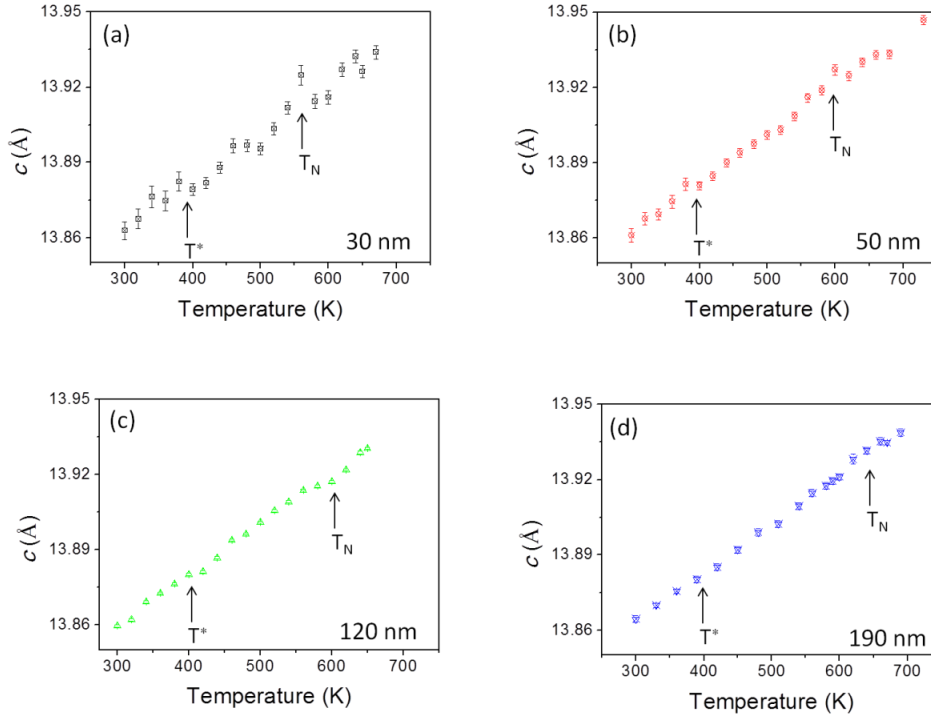 (a)
13.95
13.92
13.89
13.86
c (Å)
T_N
T*
30 nm
300 400 500 600 700
Temperature (K)
(b)
13.95
13.92
13.89
13.86
c (Å)
T_N
T*
50 nm
300 400 500 600 700
Temperature (K)
(c)
13.95
13.92
13.89
13.86
c (Å)
T_N
T*
120 nm
300 400 500 600 700
Temperature (K)
(d)
13.95
13.92
13.89
13.86
c (Å)
T_N
T*
190 nm
300 400 500 600 700
Temperature (K)